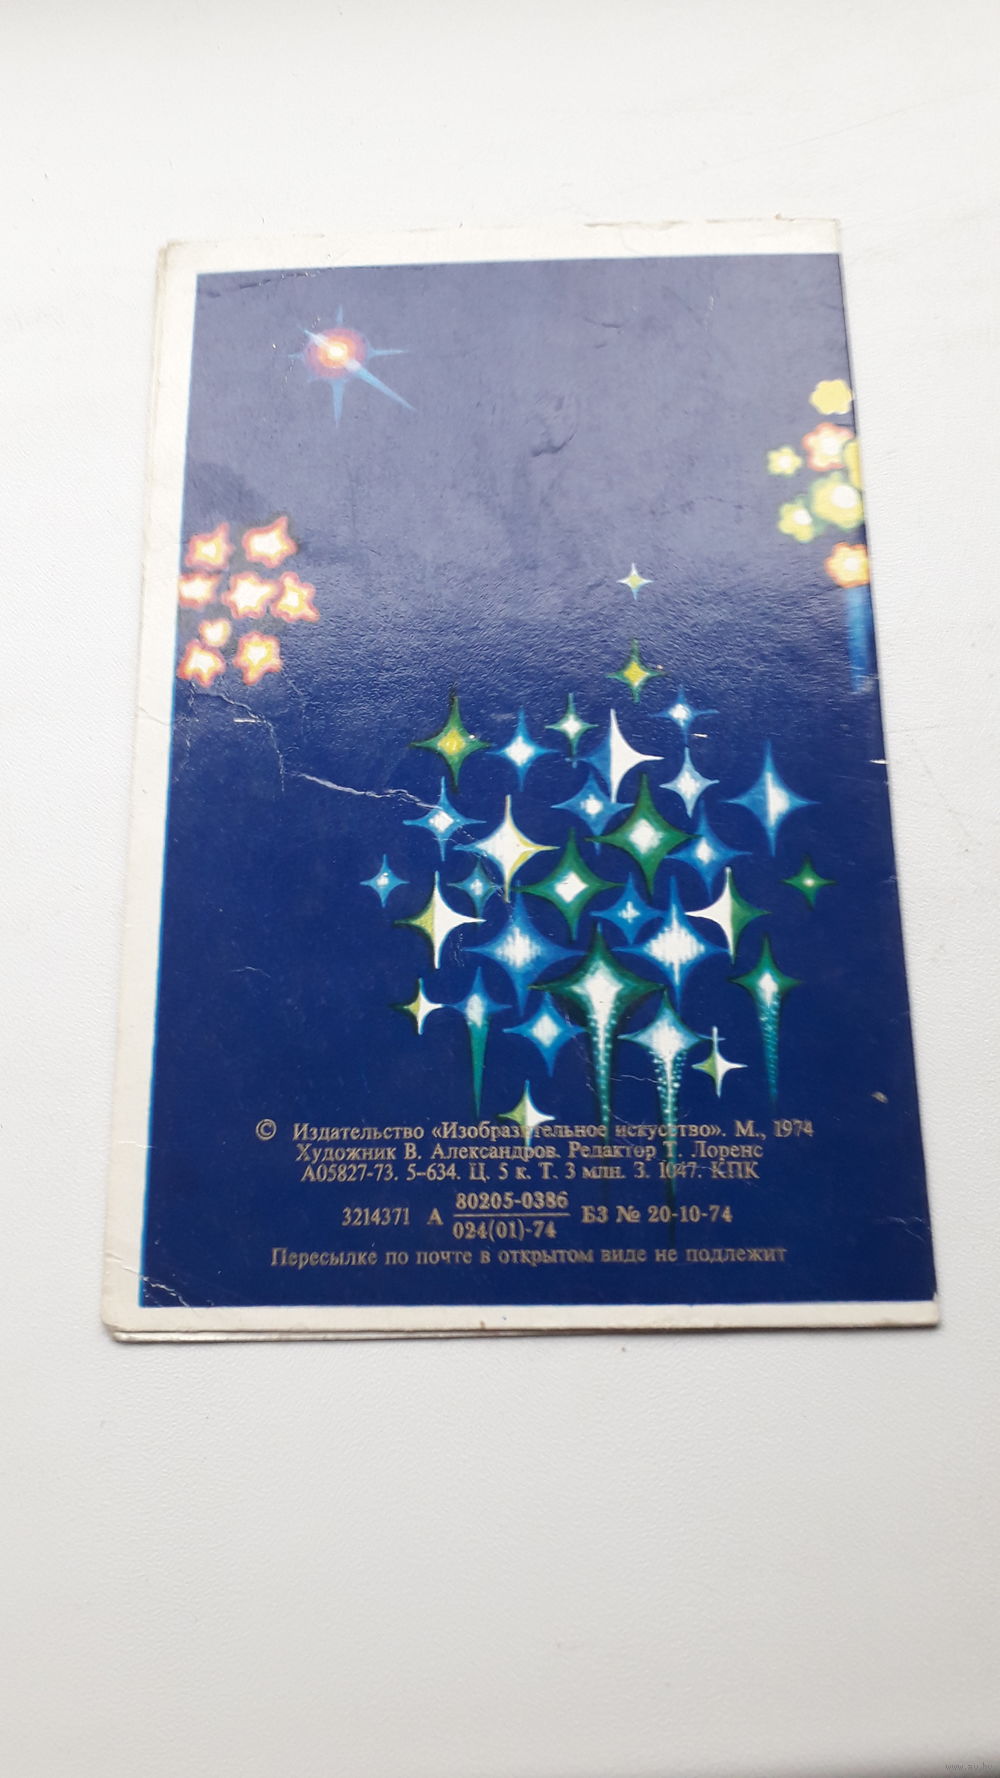 © Издательство «Изобразительное искусство». М., 1974
Художник В. Александров. Редактор Т. Лоренс
А05827-73. 5-634. Ц. 5 к. Т. 3 млн. З. 1047. КПК
80205-0386
3214371 А БЗ № 20-10-74
024(01)-74
Пересылке по почте в открытом виде не подлежит